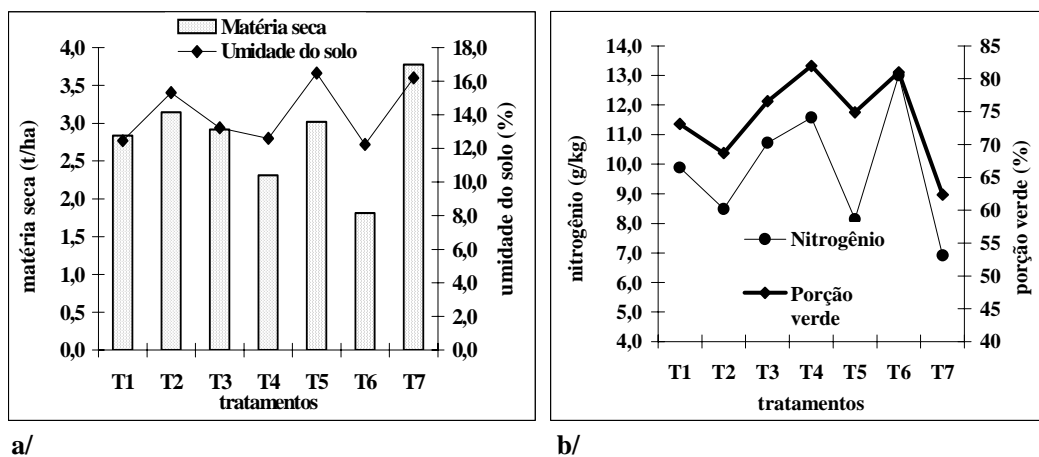 Matéria seca
Umidade do solo
4,0
3,5
3,0
2,5
2,0
1,5
1,0
0,5
0,0
matéria seca (t/ha)
18,0
16,0
14,0
12,0
10,0
8,0
6,0
4,0
2,0
0,0
umidade do solo (%)
T1 T2 T3 T4 T5 T6 T7
tratamentos
a/
14,0
13,0
12,0
11,0
10,0
9,0
8,0
7,0
6,0
5,0
4,0
nitrogênio (g/kg)
85
80
75
70
65
60
55
50
45
40
porção verde (%)
Nitrogênio
Porção
verde
T1 T2 T3 T4 T5 T6 T7
tratamentos
b/